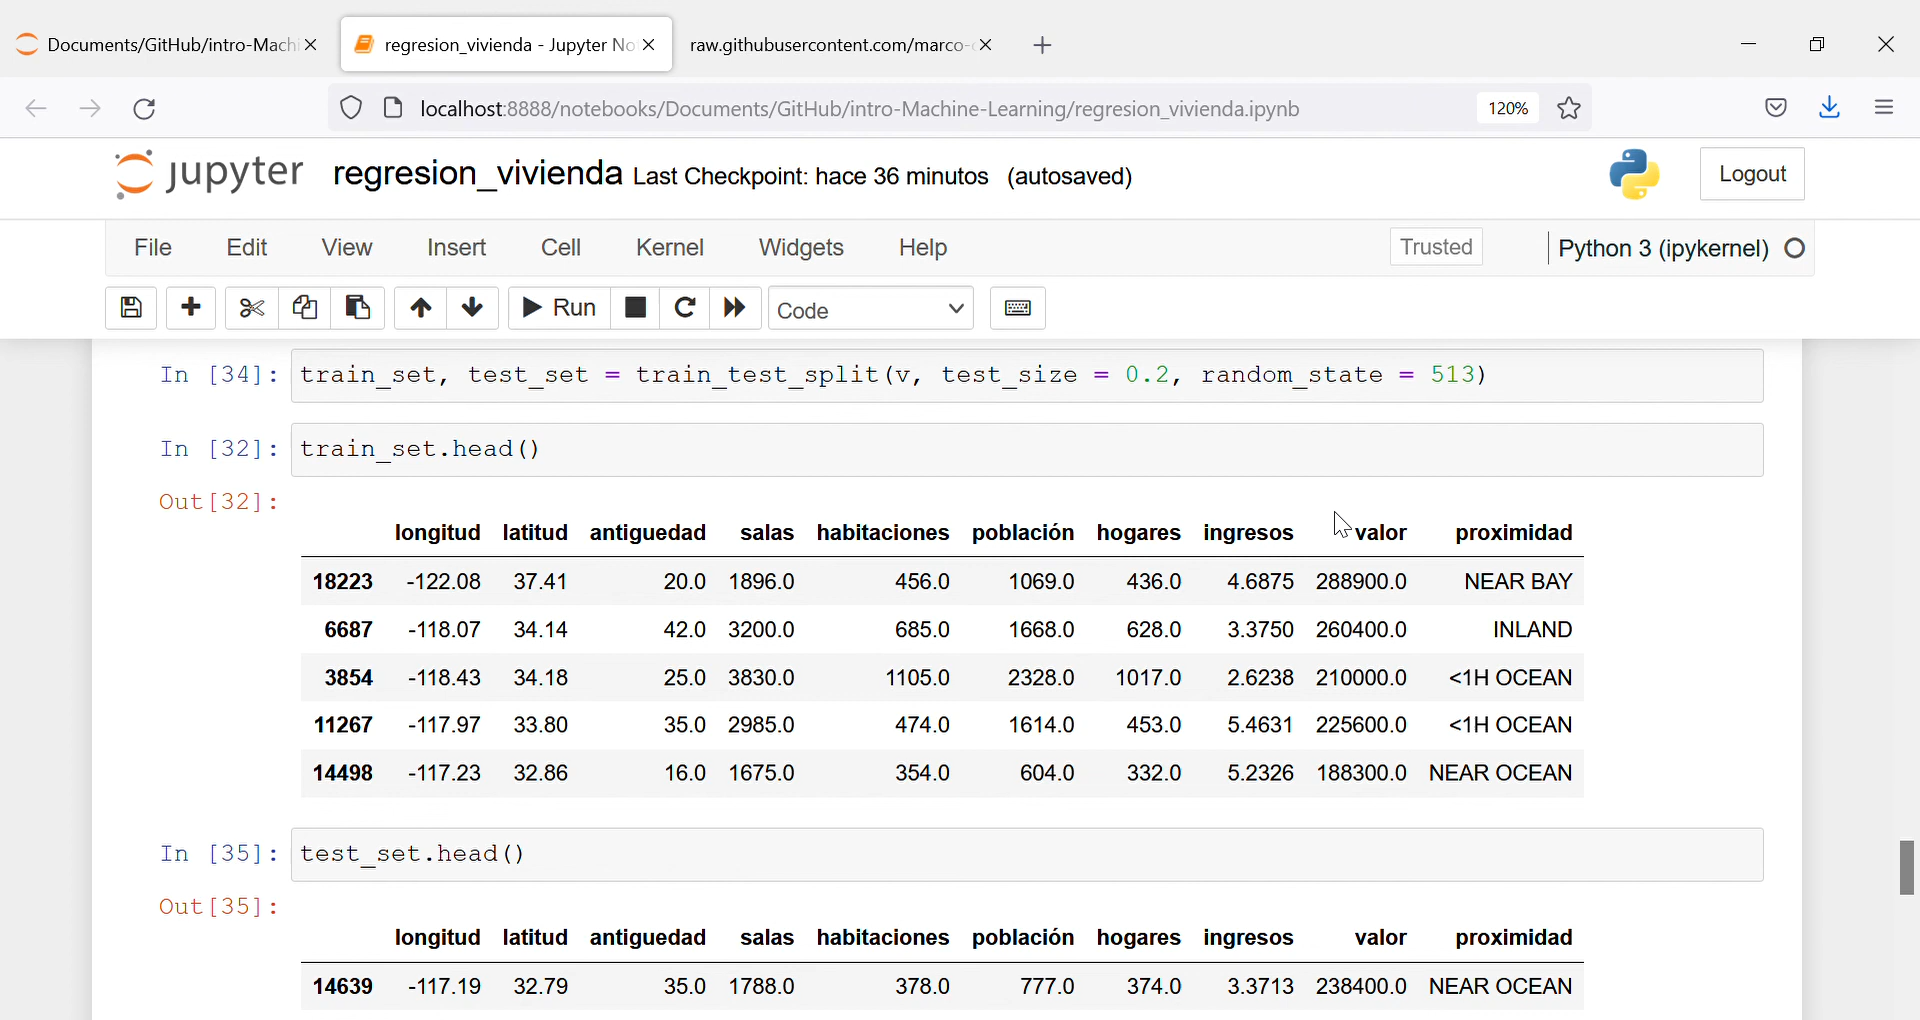 Documents/GitHub/intro-Mach
regresion_vivienda - Jupyter No
raw.githubusercontent.com/marco-
localhost:8888/notebooks/Documents/GitHub/intro-Machine-Learning/regresion_vivienda.ipynb
120%
jupyter regresion_vivienda Last Checkpoint: hace 36 minutos (autosaved)
Logout
File Edit View Insert Cell Kernel Widgets Help
Trusted
Python 3 (ipykernel)
Run
Code
In [34]: train_set, test_set = train_test_split(v, test_size = 0.2, random_state = 513)
In [32]: train_set.head()
Out[32]:
longitud latitud antiguedad salas habitaciones población hogares ingresos valor proximidad
18223 -122.08 37.41 20.0 1896.0 456.0 1069.0 436.0 4.6875 288900.0 NEAR BAY
6687 -118.07 34.14 42.0 3200.0 685.0 1668.0 628.0 3.3750 260400.0 INLAND
3854 -118.43 34.18 25.0 3830.0 1105.0 2328.0 1017.0 2.6238 210000.0 <1H OCEAN
11267 -117.97 33.80 35.0 2985.0 474.0 1614.0 453.0 5.4631 225600.0 <1H OCEAN
14498 -117.23 32.86 16.0 1675.0 354.0 604.0 332.0 5.2326 188300.0 NEAR OCEAN
In [35]: test_set.head()
Out[35]:
longitud latitud antiguedad salas habitaciones población hogares ingresos valor proximidad
14639 -117.19 32.79 35.0 1788.0 378.0 777.0 374.0 3.3713 238400.0 NEAR OCEAN